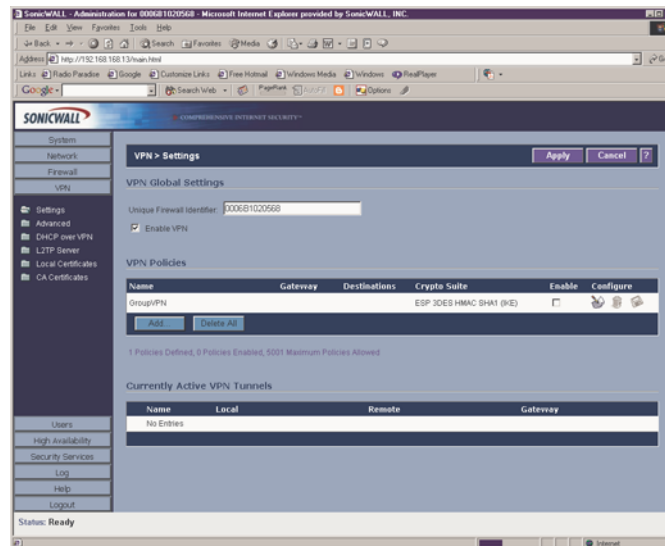 SonicWALL - Administration for 0006B1020568 - Microsoft Internet Explorer provided by SonicWALL, INC.
File Edit View Favorites Tools Help
Back Search Favorites Media
Address http://192.168.168.13/main.html
Links Radio Paradise Google Customize Links Free Hotmail Windows Media Windows RealPlayer
Google Search Web PageRank AutoFill Options
SONICWALL COMPREHENSIVE INTERNET SECURITY
System
Network
Firewall
VPN
Settings
Advanced
DHCP over VPN
L2TP Server
Local Certificates
CA Certificates
Users
High Availability
Security Services
Log
Help
Logout
VPN > Settings Apply Cancel ?
VPN Global Settings
Unique Firewall Identifier: 0006B1020568
Enable VPN
VPN Policies
Name Gateway Destinations Crypto Suite Enable Configure
GroupVPN ESP 3DES HMAC SHA1 (IKE)
Add... Delete All
1 Policies Defined, 0 Policies Enabled, 5001 Maximum Policies Allowed
Currently Active VPN Tunnels
Name Local Remote Gateway
No Entries
Status: Ready
Internet